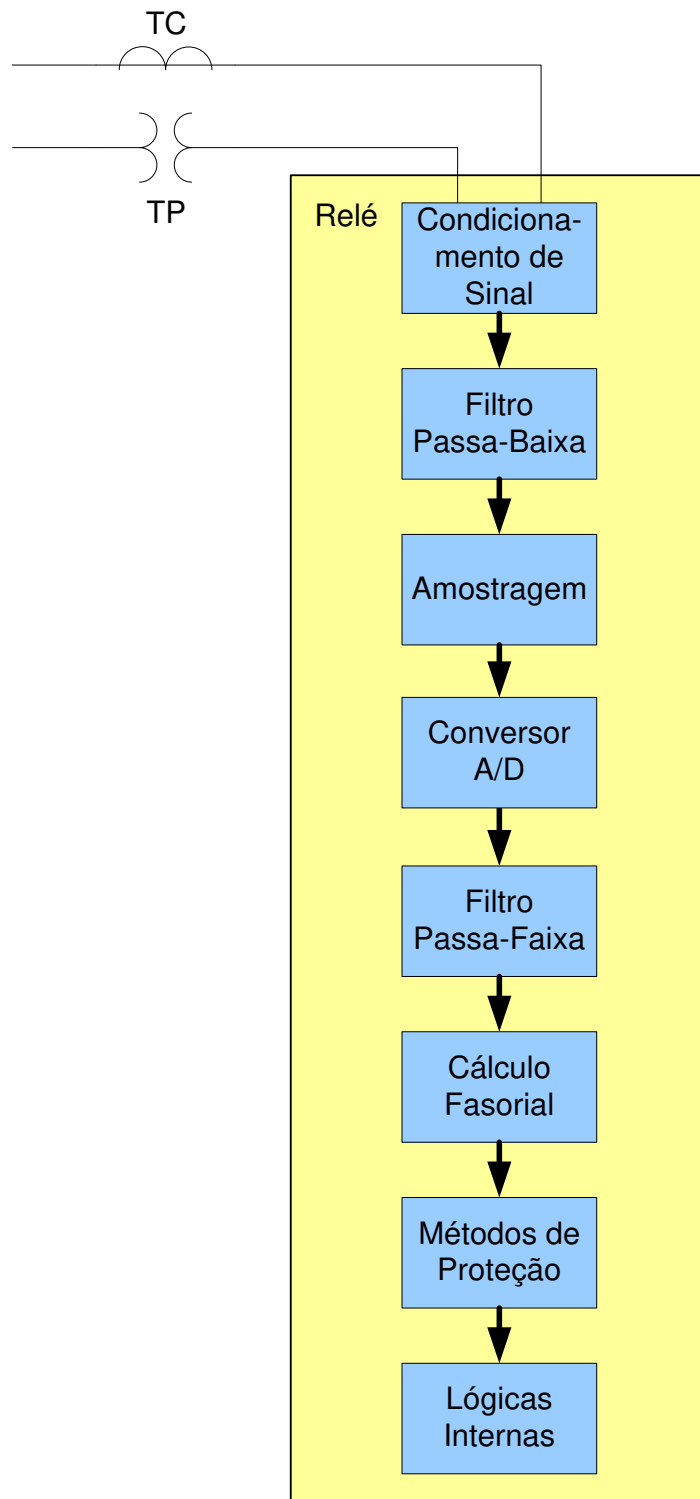 TC
TP
Relé
Condiciona-
mento de
Sinal
Filtro
Passa-Baixa
Amostragem
Conversor
A/D
Filtro
Passa-Faixa
Cálculo
Fasorial
Métodos de
Proteção
Lógicas
Internas